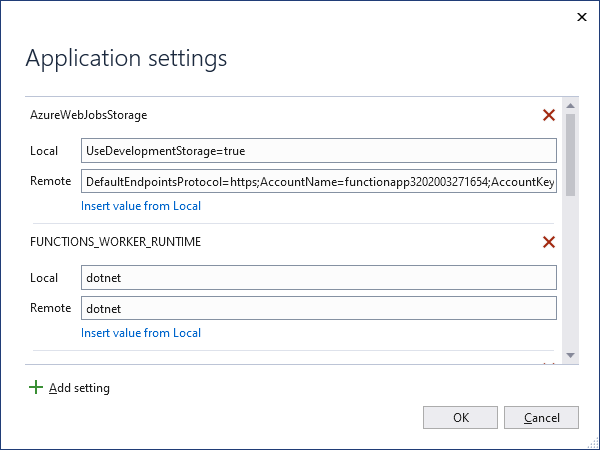 Application settings
AzureWebJobsStorage
Local UseDevelopmentStorage=true
Remote DefaultEndpointsProtocol=https;AccountName=functionapp3202003271654;AccountKey
Insert value from Local
FUNCTIONS_WORKER_RUNTIME
Local dotnet
Remote dotnet
Insert value from Local
Add setting
OK Cancel